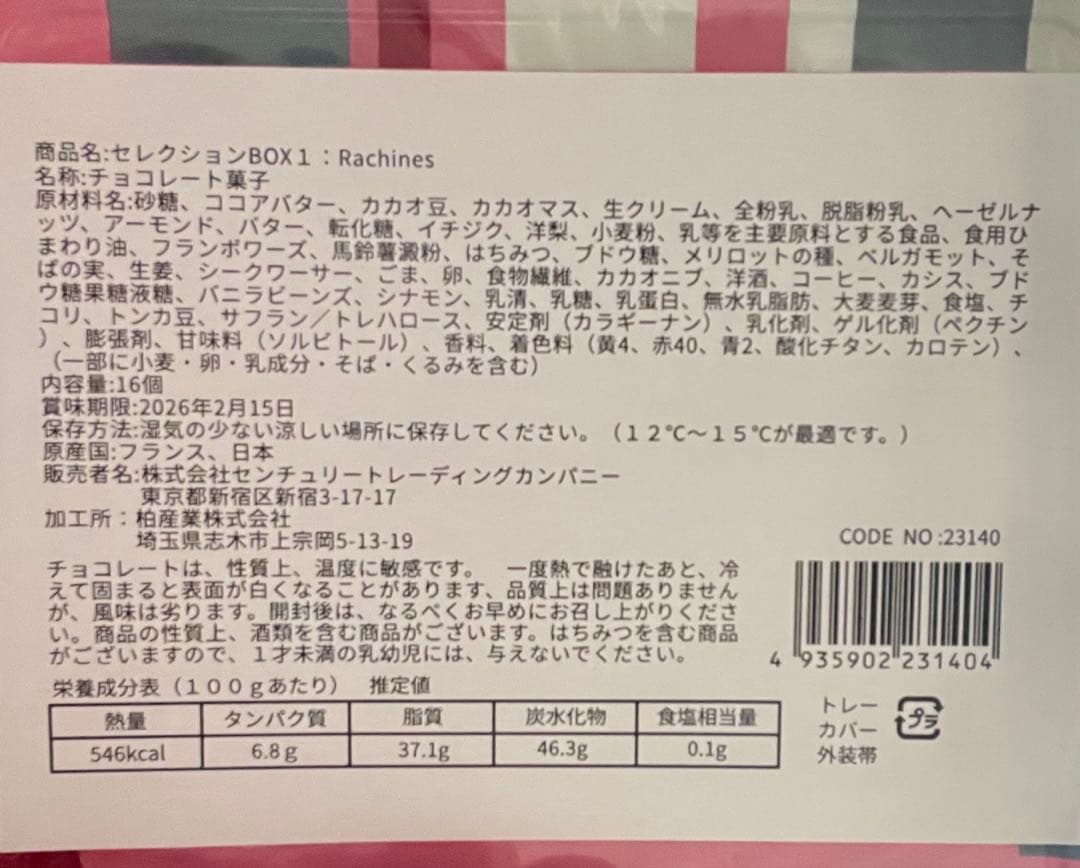 商品名:セレクションBOX１：Rachines
名称:チョコレート菓子
原材料名:砂糖、ココアバター、カカオ豆、カカオマス、生クリーム、全粉乳、脱脂粉乳、ヘーゼルナ
ッツ、アーモンド、バター、転化糖、イチジク、洋梨、小麦粉、乳等を主要原料とする食品、食用ひ
まわり油、フランボワーズ、馬鈴薯澱粉、はちみつ、ブドウ糖、メリロットの種、ベルガモット、そ
ばの実、生姜、シークワーサー、ごま、卵、食物繊維、カカオニブ、洋酒、コーヒー、カシス、ブド
ウ糖果糖液糖、バニラビーンズ、シナモン、乳清、乳糖、乳蛋白、無水乳脂肪、大麦麦芽、食塩、チ
コリ、トンカ豆、サフラン／トレハロース、安定剤（カラギーナン）、乳化剤、ゲル化剤（ペクチン
）、膨張剤、甘味料（ソルビトール）、香料、着色料（黄4、赤40、青2、酸化チタン、カロテン）、
（一部に小麦・卵・乳成分・そば・くるみを含む）
内容量:16個
賞味期限:2026年2月15日
保存方法:湿気の少ない涼しい場所に保存してください。（１２℃～１５℃が最適です。）
原産国:フランス、日本
販売者名:株式会社センチュリートレーディングカンパニー
東京都新宿区新宿3-17-17
加工所：柏産業株式会社
埼玉県志木市上宗岡5-13-19
CODE NO:23140
チョコレートは、性質上、温度に敏感です。　一度熱で融けたあと、冷
えて固まると表面が白くなることがあります、品質上は問題ありません
が、風味は劣ります。開封後は、なるべくお早めにお召し上がりくださ
い。商品の性質上、酒類を含む商品がございます。はちみつを含む商品
がございますので、１才未満の乳幼児には、与えないでください。
4 935902 231404
栄養成分表（１００ｇあたり）　推定値
熱量 タンパク質 脂質 炭水化物 食塩相当量
546kcal 6.8ｇ 37.1g 46.3g 0.1g
トレー
カバー
外装帯
プラ